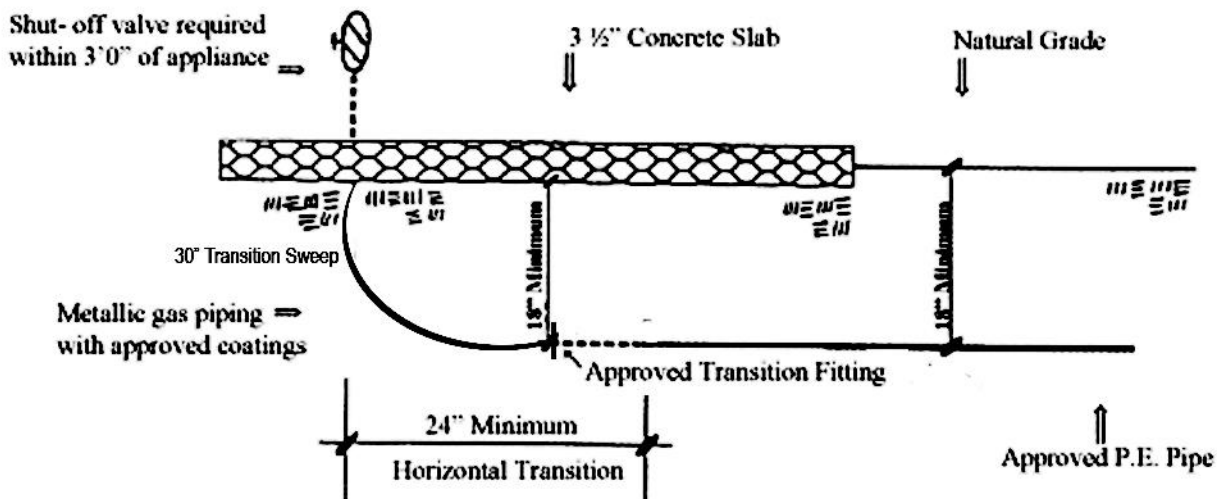 Shut- off valve required
within 3'0" of appliance
3 ½" Concrete Slab
Natural Grade
30" Transition Sweep
18" Minimum
18" Minimum
Metallic gas piping
with approved coatings
Approved Transition Fitting
24" Minimum
Horizontal Transition
Approved P.E. Pipe